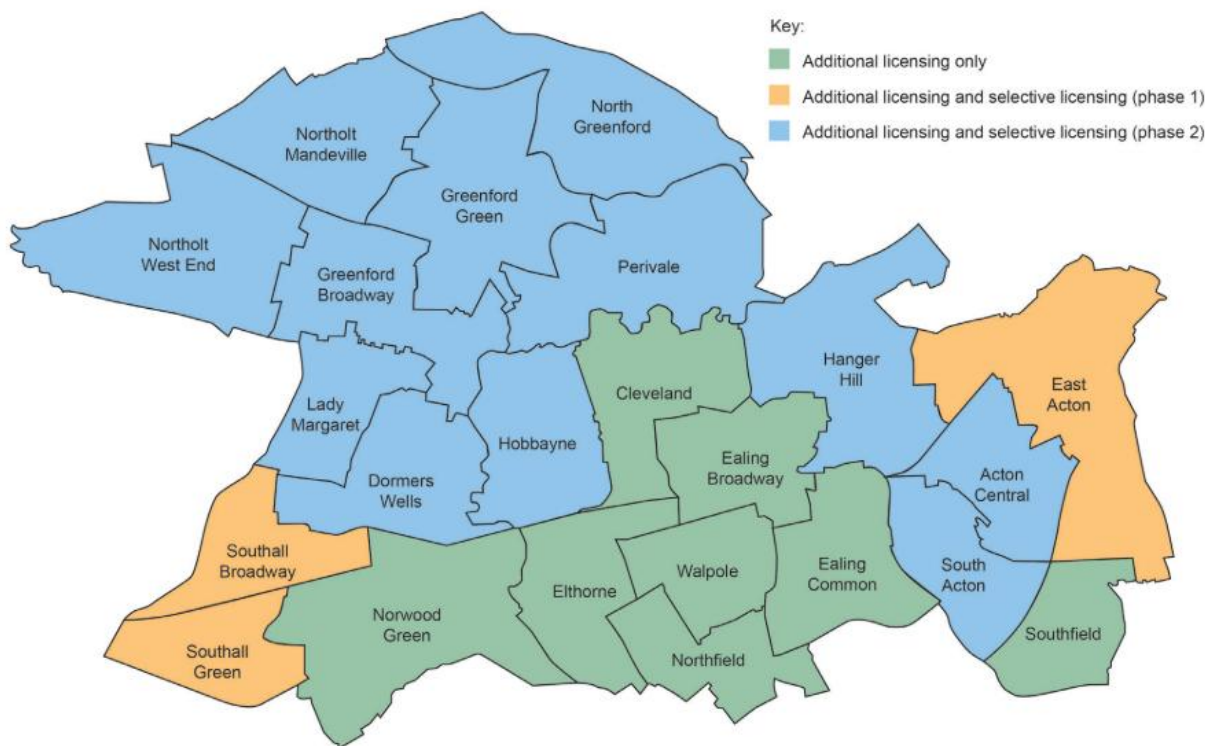 Key:
Additional licensing only
Additional licensing and selective licensing (phase 1)
Additional licensing and selective licensing (phase 2)
North
Greenford
Northolt
Mandeville
Greenford
Green
Northolt
West End
Greenford
Broadway
Perivale
Hanger
Hill
East
Acton
Cleveland
Lady
Margaret
Hobbayne
Ealing
Broadway
Dormers
Wells
Acton
Central
Southall
Broadway
Elthorne
Walpole
Ealing
Common
South
Acton
Norwood
Green
Southall
Green
Northfield
Southfield